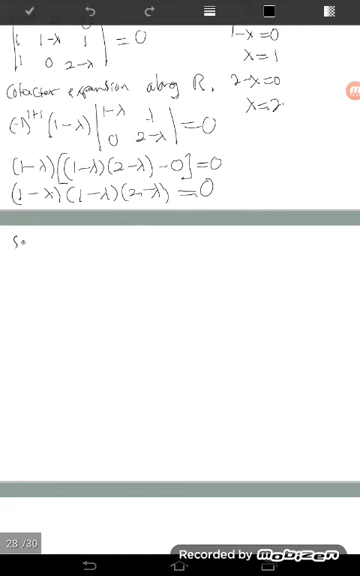 | 1 1-λ 1 | = 0
1 0 2-λ
Cofactor expansion along R.
(-1)^1+1 (1-λ) | 1-λ 1 | = 0
0 2-λ
(1-λ)[(1-λ)(2-λ)-0]=0
(1-λ)(1-λ)(2-λ) = 0
1-λ=0
λ=1
2-λ=0
λ=2
S
28 /30
Recorded by Mobizen